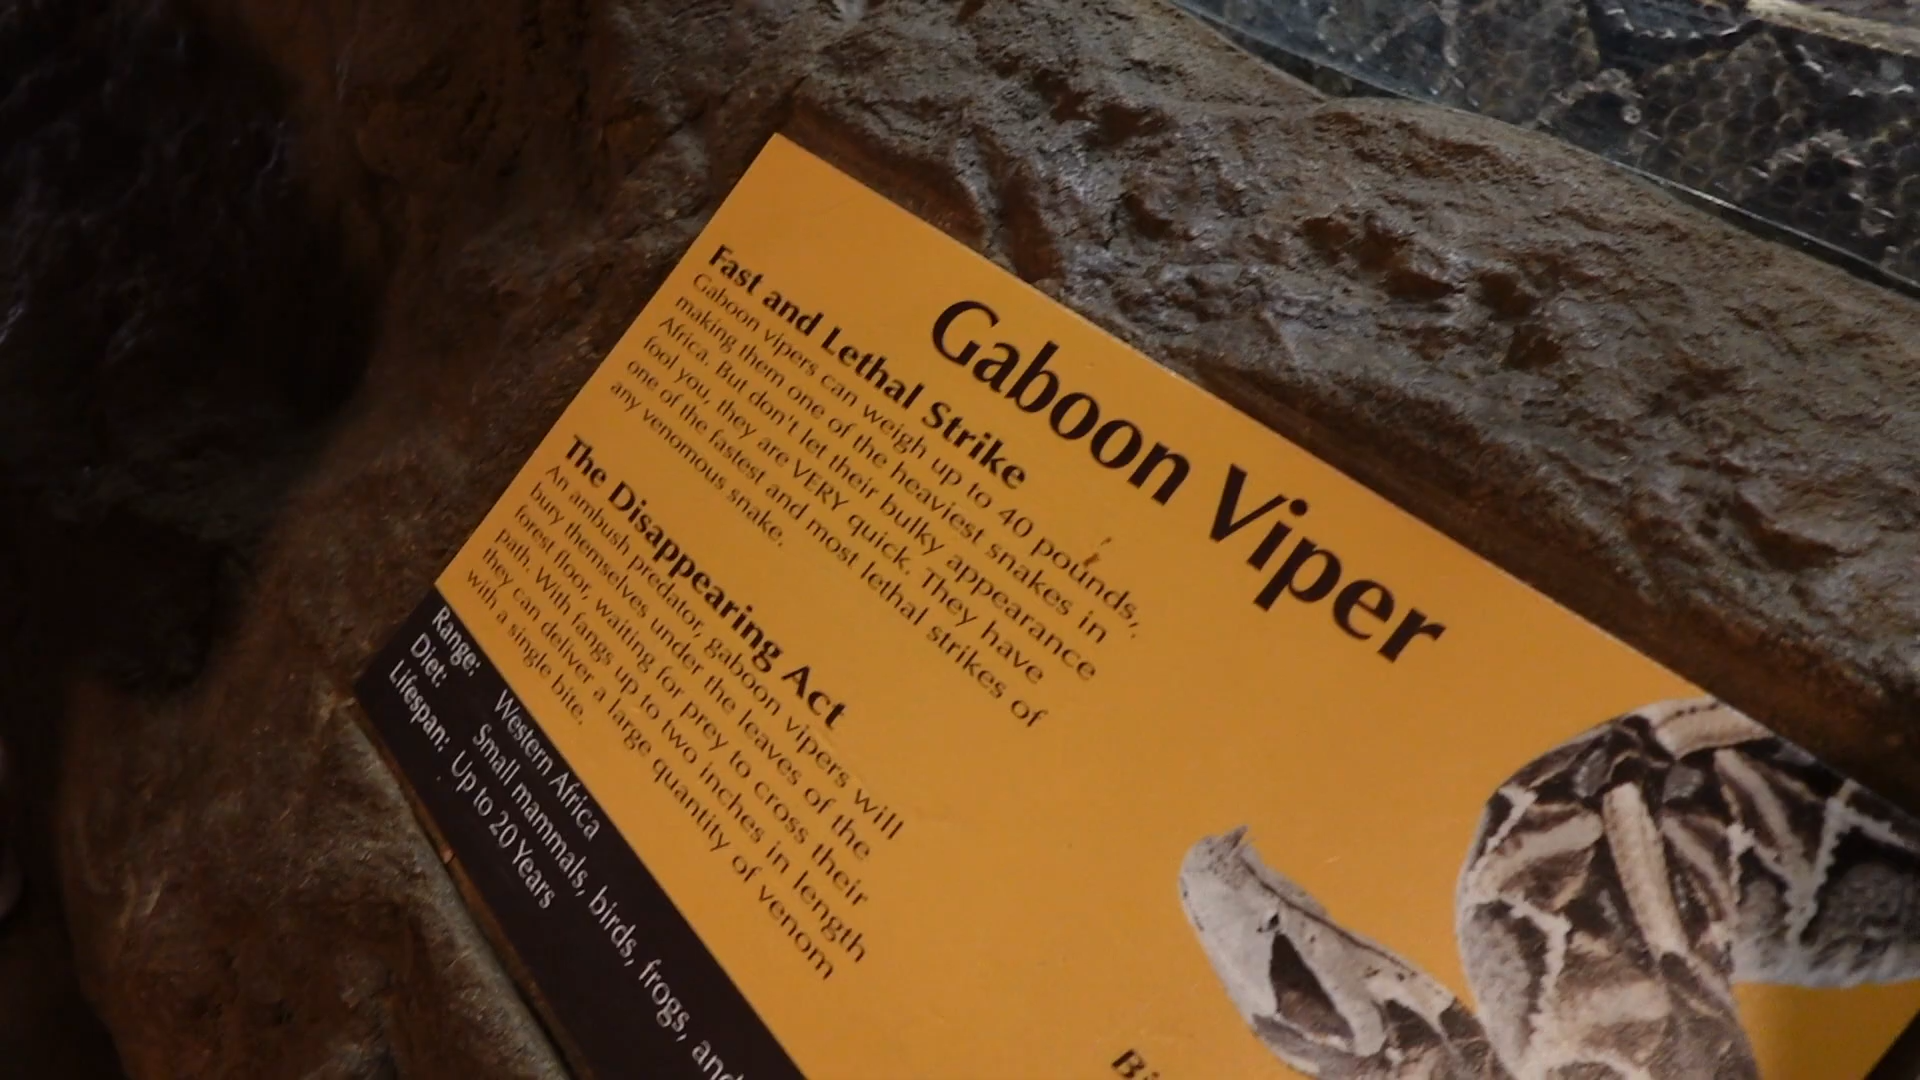 Gaboon Viper
Fast and Lethal Strike
Gaboon vipers can weigh up to 40 pounds,
making them one of the heaviest snakes in
Africa. But don't let their bulky appearance
fool you, they are VERY quick. They have
one of the fastest and most lethal strikes of
any venomous snake.
The Disappearing Act
An ambush predator, gaboon vipers will
bury themselves under the leaves of the
forest floor, waiting for prey to cross their
path. With fangs up to two inches in length
they can deliver a large quantity of venom
with a single bite.
Range: Western Africa
Diet: Small mammals, birds, frogs, and
Lifespan: Up to 20 Years